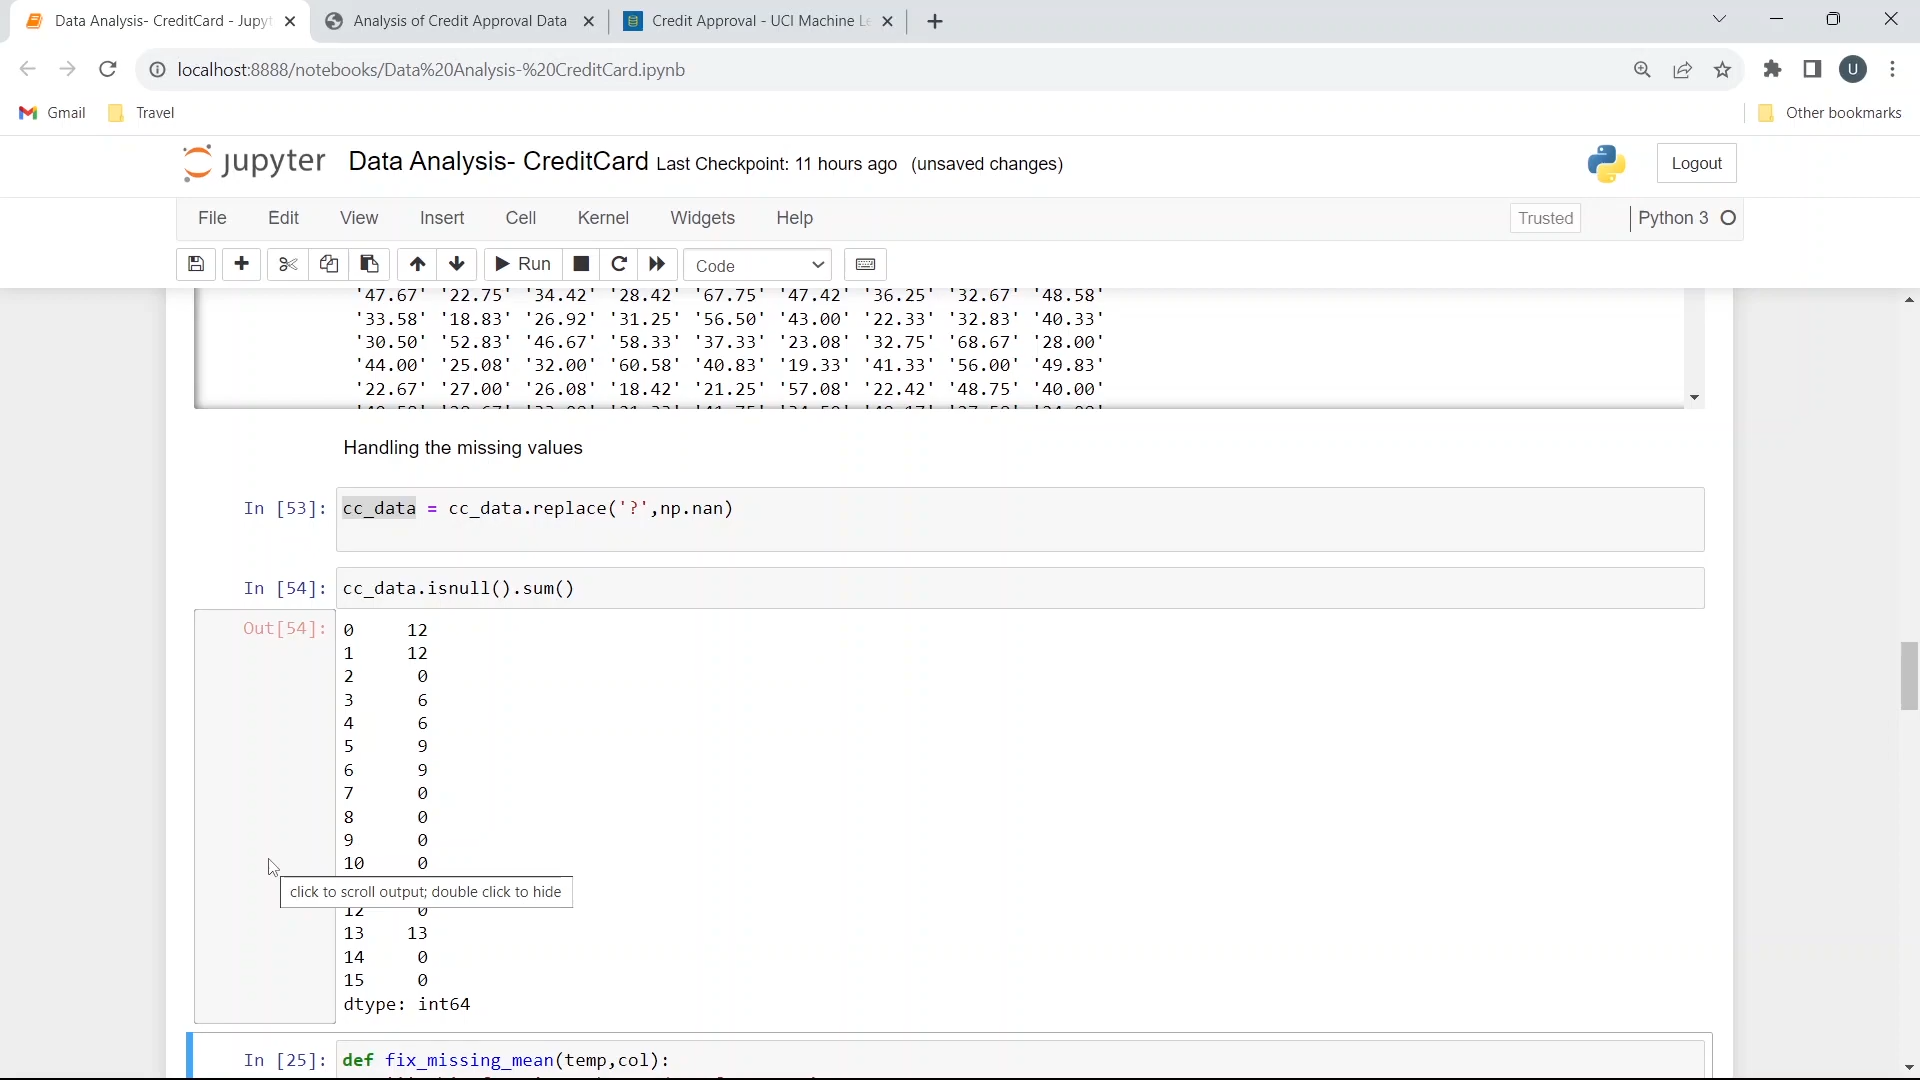 Data Analysis- CreditCard - Jupyt
Analysis of Credit Approval Data
Credit Approval - UCI Machine Le
localhost:8888/notebooks/Data%20Analysis-%20CreditCard.ipynb
U
Gmail
Travel
Other bookmarks
jupyter Data Analysis- CreditCard Last Checkpoint: 11 hours ago (unsaved changes)
Logout
File Edit View Insert Cell Kernel Widgets Help
Trusted
Python 3
Run
Code
'47.67' '22.75' '34.42' '28.42' '67.75' '47.42' '36.25' '32.67' '48.58'
'33.58' '18.83' '26.92' '31.25' '56.50' '43.00' '22.33' '32.83' '40.33'
'30.50' '52.83' '46.67' '58.33' '37.33' '23.08' '32.75' '68.67' '28.00'
'44.00' '25.08' '32.00' '60.58' '40.83' '19.33' '41.33' '56.00' '49.83'
'22.67' '27.00' '26.08' '18.42' '21.25' '57.08' '22.42' '48.75' '40.00'
Handling the missing values
In [53]: cc_data = cc_data.replace('?',np.nan)
In [54]: cc_data.isnull().sum()
Out[54]: 0 12
1 12
2 0
3 6
4 6
5 9
6 9
7 0
8 0
9 0
10 0
click to scroll output; double click to hide
12 0
13 13
14 0
15 0
dtype: int64
In [25]: def fix_missing_mean(temp,col):